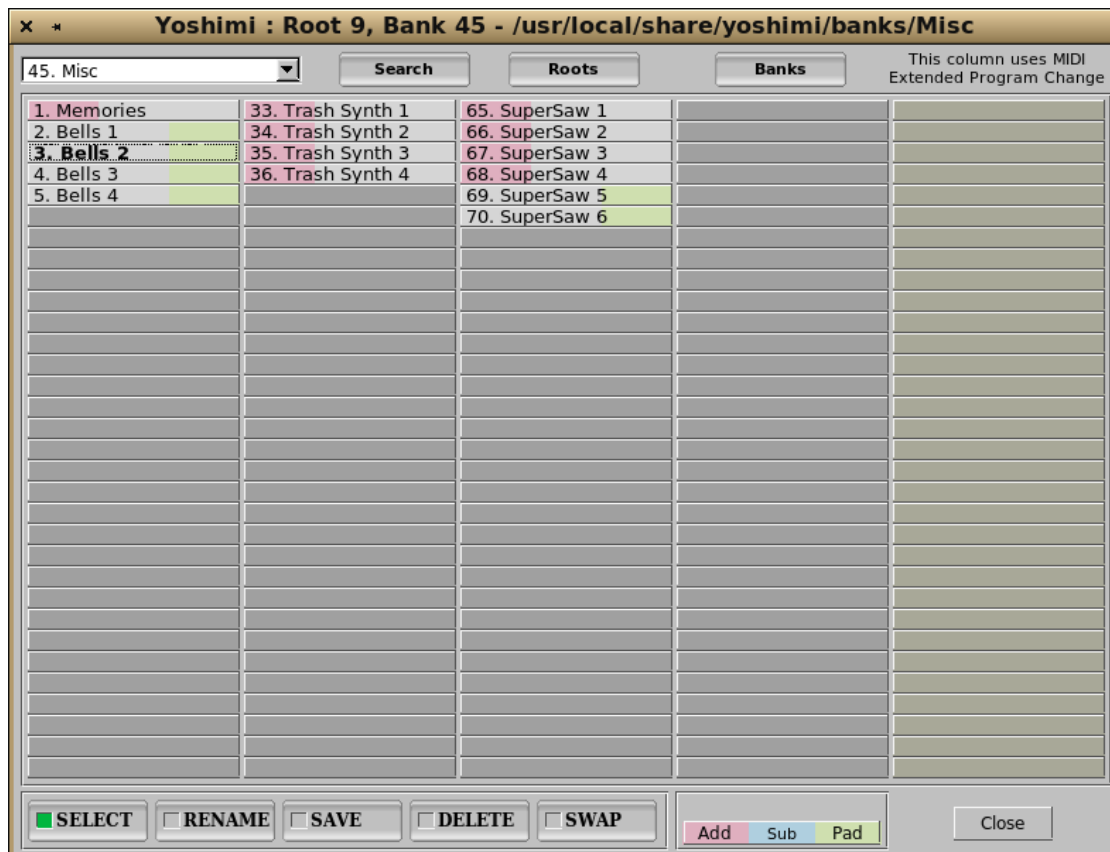 Yoshimi : Root 9, Bank 45 - /usr/local/share/yoshimi/banks/Misc
45. Misc
Search
Roots
Banks
This column uses MIDI
Extended Program Change
1. Memories
2. Bells 1
3. Bells 2
4. Bells 3
5. Bells 4
33. Trash Synth 1
34. Trash Synth 2
35. Trash Synth 3
36. Trash Synth 4
65. SuperSaw 1
66. SuperSaw 2
67. SuperSaw 3
68. SuperSaw 4
69. SuperSaw 5
70. SuperSaw 6
SELECT
RENAME
SAVE
DELETE
SWAP
Add
Sub
Pad
Close